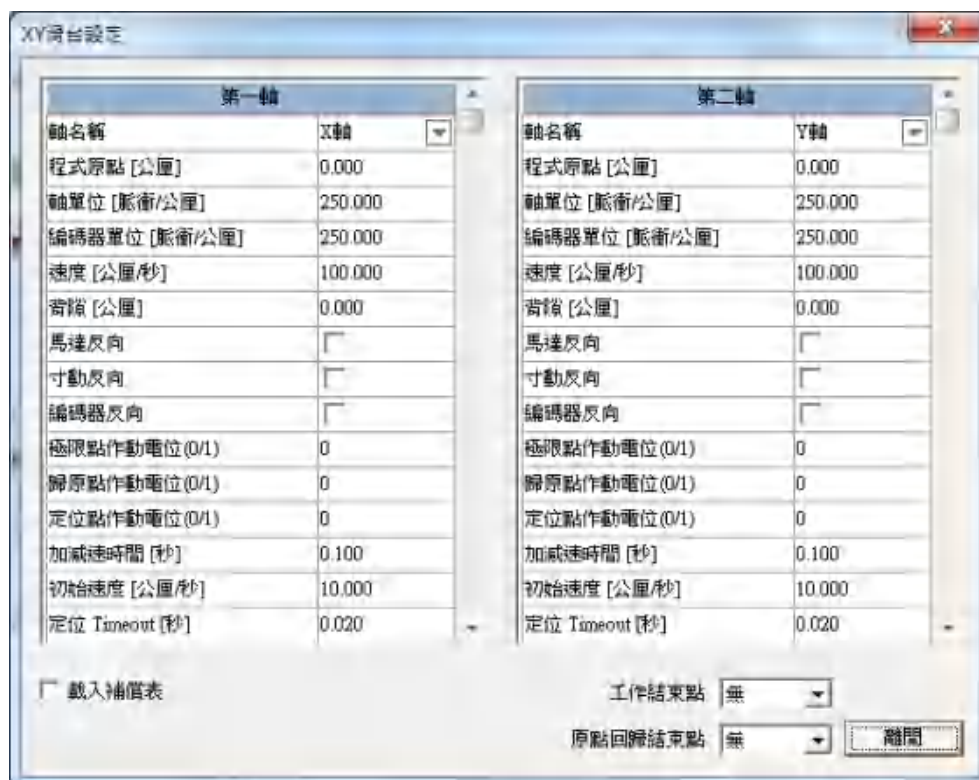 XY滑台設定
第一軸
軸名稱 X軸
程式原點 [公厘] 0.000
軸單位 [脈衝/公厘] 250.000
編碼器單位 [脈衝/公厘] 250.000
速度 [公厘/秒] 100.000
背隙 [公厘] 0.000
馬達反向
寸動反向
編碼器反向
極限點作動電位(0/1) 0
歸原點作動電位(0/1) 0
定位點作動電位(0/1) 0
加減速時間 [秒] 0.100
初始速度 [公厘/秒] 10.000
定位 Timeout [秒] 0.020
第二軸
軸名稱 Y軸
程式原點 [公厘] 0.000
軸單位 [脈衝/公厘] 250.000
編碼器單位 [脈衝/公厘] 250.000
速度 [公厘/秒] 100.000
背隙 [公厘] 0.000
馬達反向
寸動反向
編碼器反向
極限點作動電位(0/1) 0
歸原點作動電位(0/1) 0
定位點作動電位(0/1) 0
加減速時間 [秒] 0.100
初始速度 [公厘/秒] 10.000
定位 Timeout [秒] 0.020
載入補償表
工作結束點 無
原點回歸結束點 無
離開